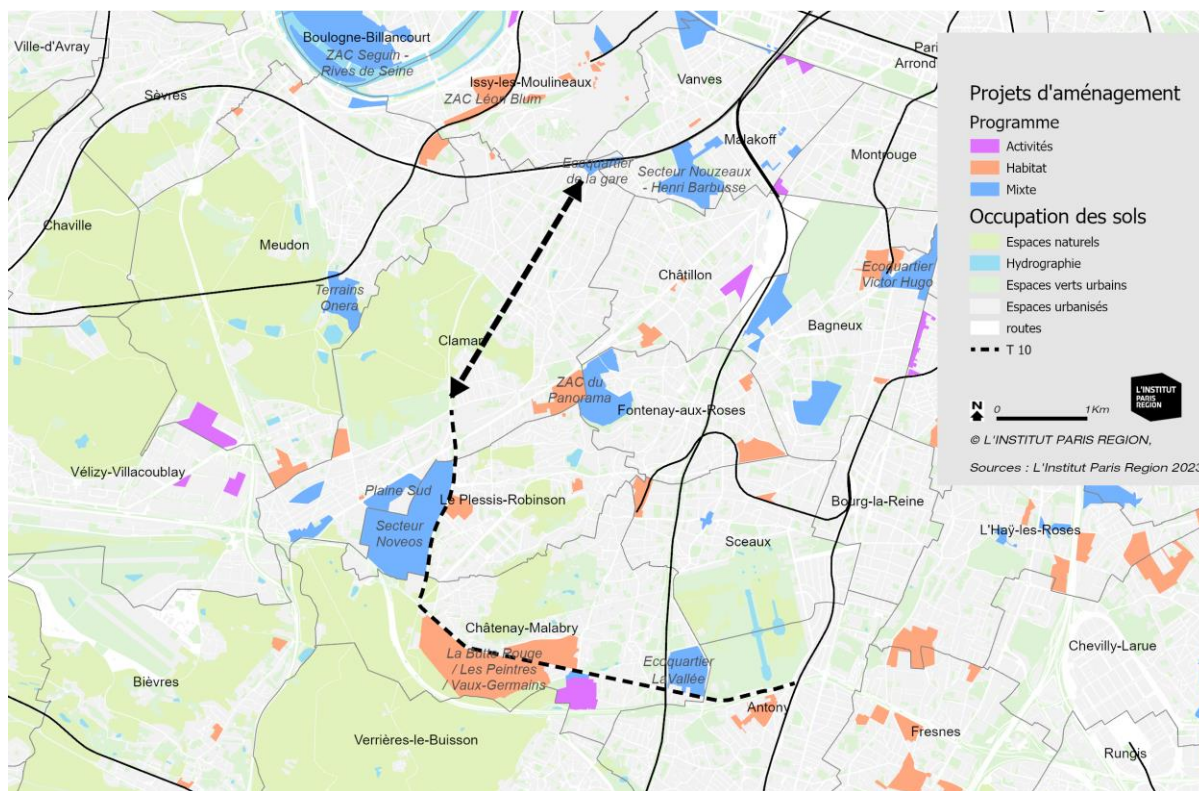 Ville-d'Avray
Boulogne-Billancourt
ZAC Seguin -
Rives de Seine
Sèvres
Issy-les-Moulineaux
ZAC Léon Blum
Vanves
Malakoff
Montrouge
Ecoquartier
de la gare
Secteur Nouzeaux
- Henri Barbusse
Chaville
Meudon
Terrains
Onera
Châtillon
Ecoquartier
Victor Hugo
Bagneux
Clamart
ZAC du
Panorama
Fontenay-aux-Roses
Vélizy-Villacoublay
Plaine Sud
Le Plessis-Robinson
Secteur
Noveos
Bourg-la-Reine
Sceaux
L'Haÿ-les-Roses
Châtenay-Malabry
La Butte Rouge
/ Les Peintres
/ Vaux-Germains
Ecoquartier
LaVallée
Antony
Chevilly-Larue
Bièvres
Verrières-le-Buisson
Fresnes
Rungis
Projets d'aménagement
Programme
Activités
Habitat
Mixte
Occupation des sols
Espaces naturels
Hydrographie
Espaces verts urbains
Espaces urbanisés
routes
T 10
L'INSTITUT
PARIS
REGION
N
0 1Km
© L'INSTITUT PARIS REGION,
Sources : L'Institut Paris Region 2023